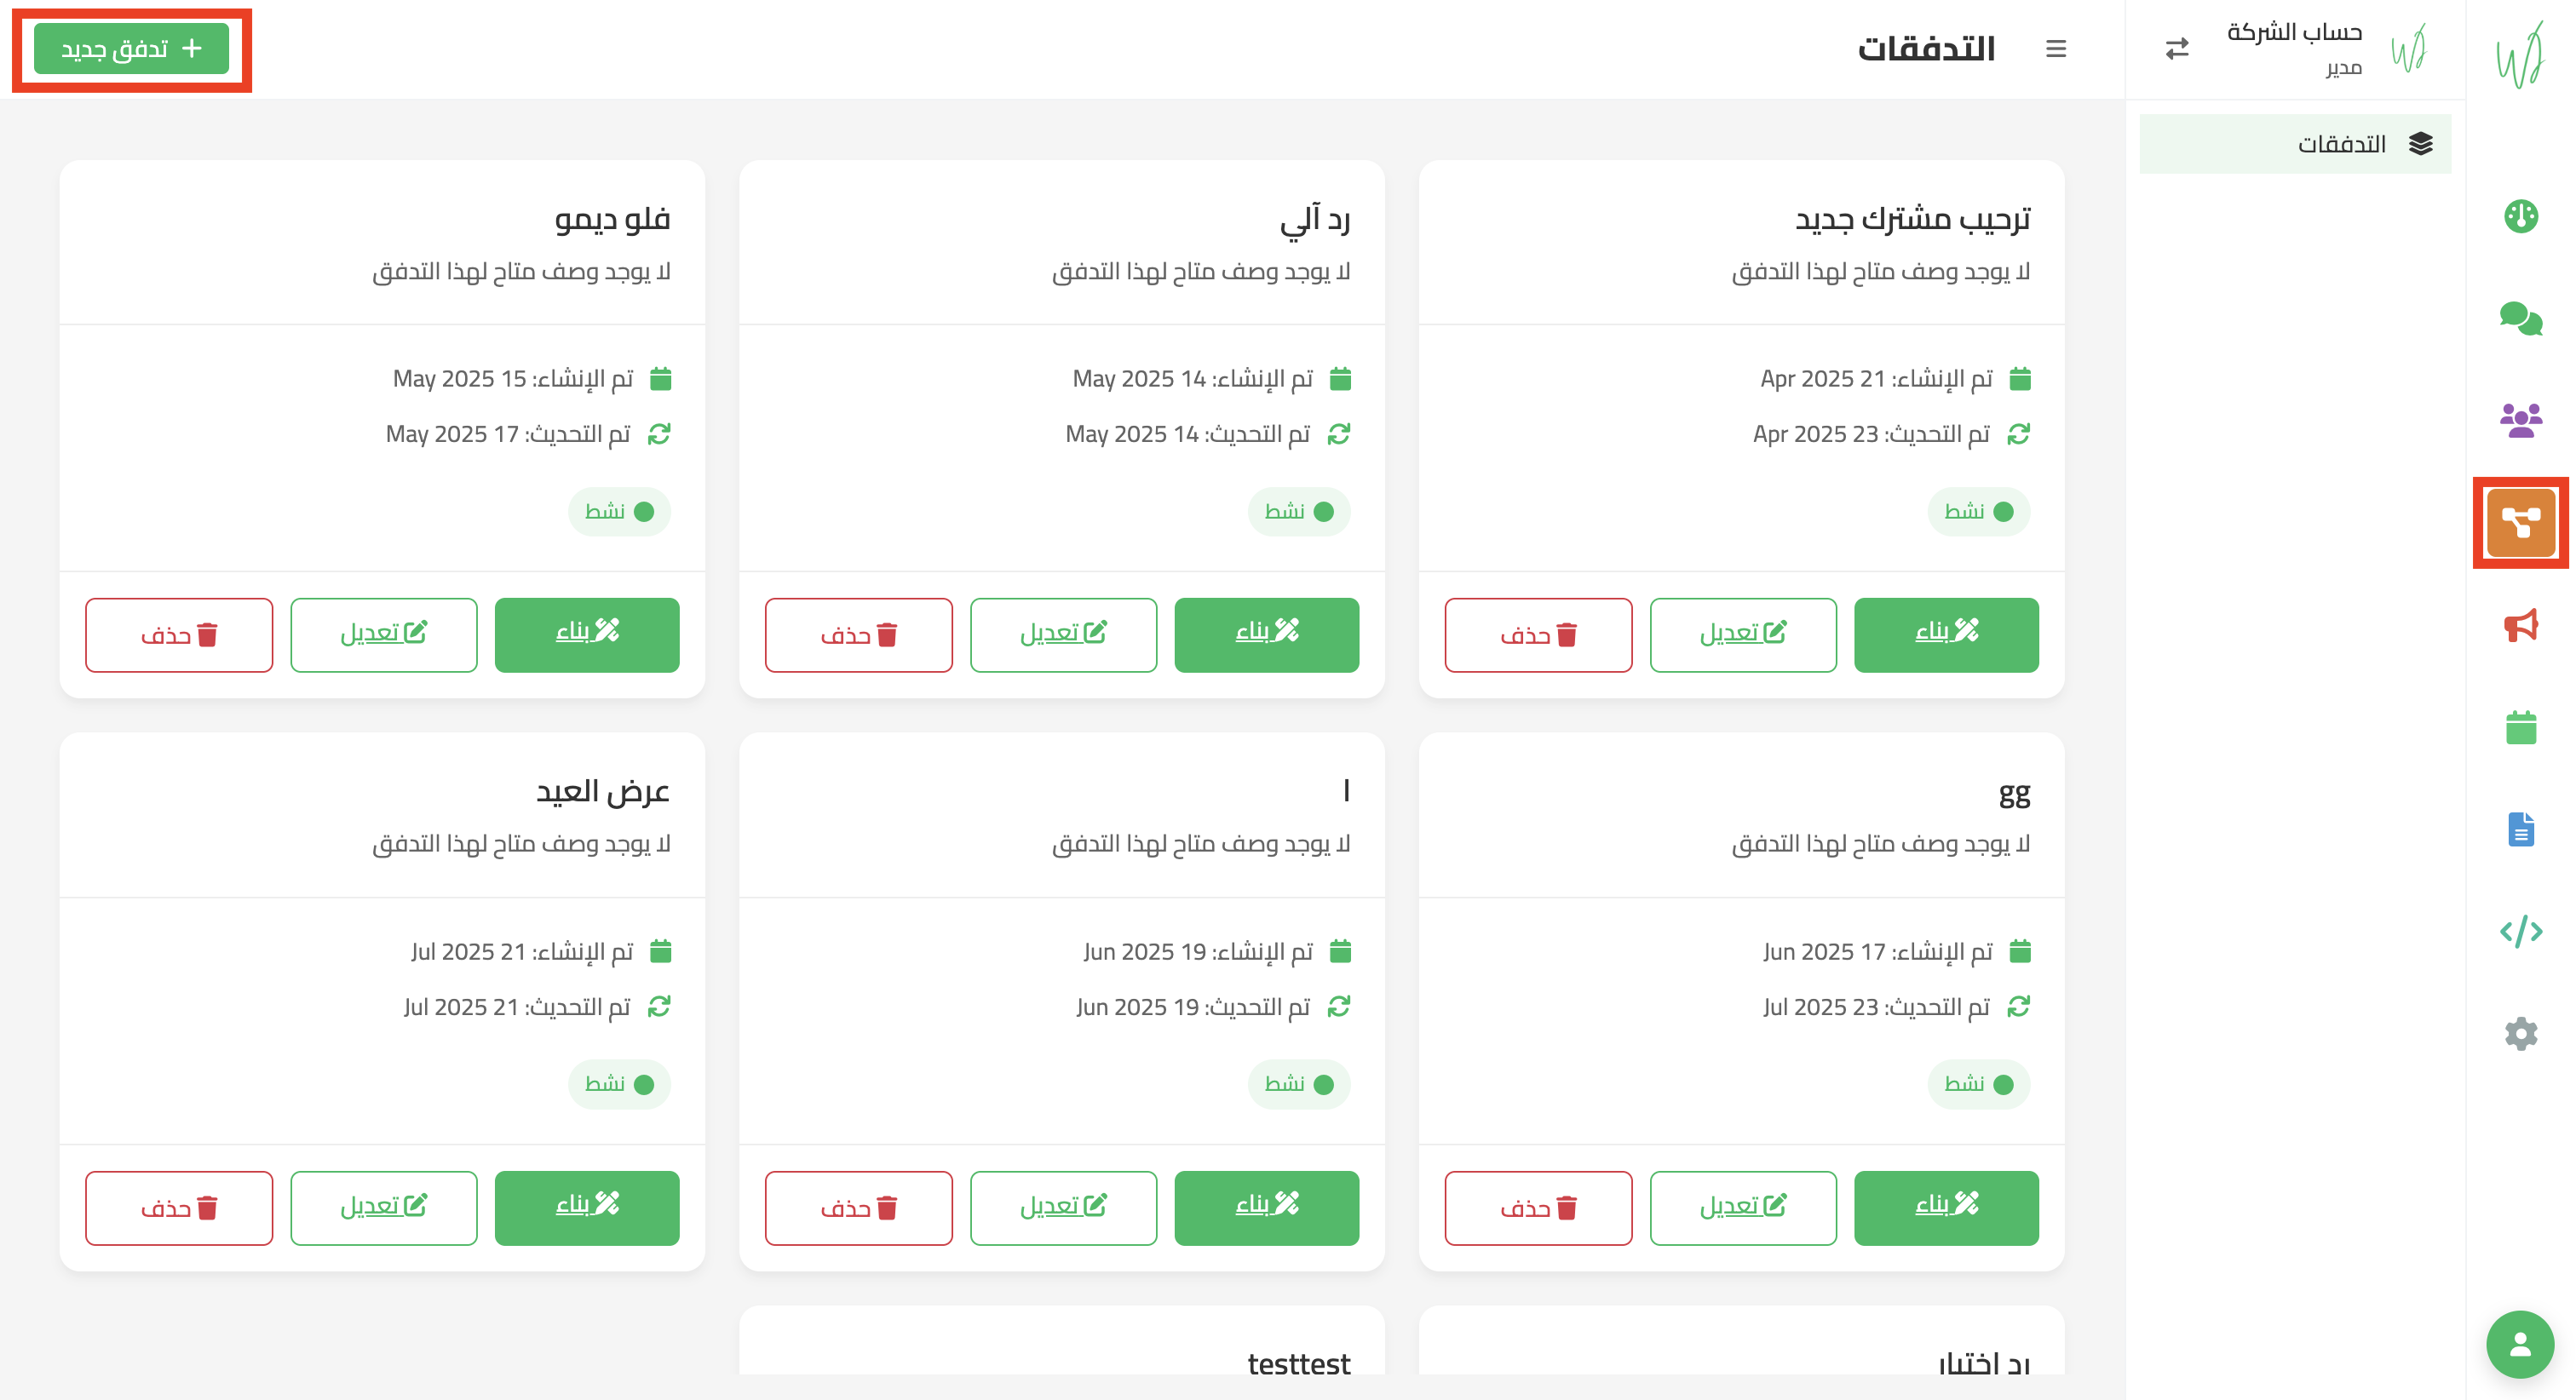 حساب الشركة
مدير
التدفقات
التدفقات
تدفق جديد
ترحيب مشترك جديد
لا يوجد وصف متاح لهذا التدفق
تم الإنشاء: 21 Apr 2025
تم التحديث: 23 Apr 2025
نشط
بناء
تعديل
حذف
رد آلي
لا يوجد وصف متاح لهذا التدفق
تم الإنشاء: 14 May 2025
تم التحديث: 14 May 2025
نشط
بناء
تعديل
حذف
فلو ديمو
لا يوجد وصف متاح لهذا التدفق
تم الإنشاء: 15 May 2025
تم التحديث: 17 May 2025
نشط
بناء
تعديل
حذف
gg
لا يوجد وصف متاح لهذا التدفق
تم الإنشاء: 17 Jun 2025
تم التحديث: 23 Jul 2025
نشط
بناء
تعديل
حذف
ا
لا يوجد وصف متاح لهذا التدفق
تم الإنشاء: 19 Jun 2025
تم التحديث: 19 Jun 2025
نشط
بناء
تعديل
حذف
عرض العيد
لا يوجد وصف متاح لهذا التدفق
تم الإنشاء: 21 Jul 2025
تم التحديث: 21 Jul 2025
نشط
بناء
تعديل
حذف
رد اختبار
testtest